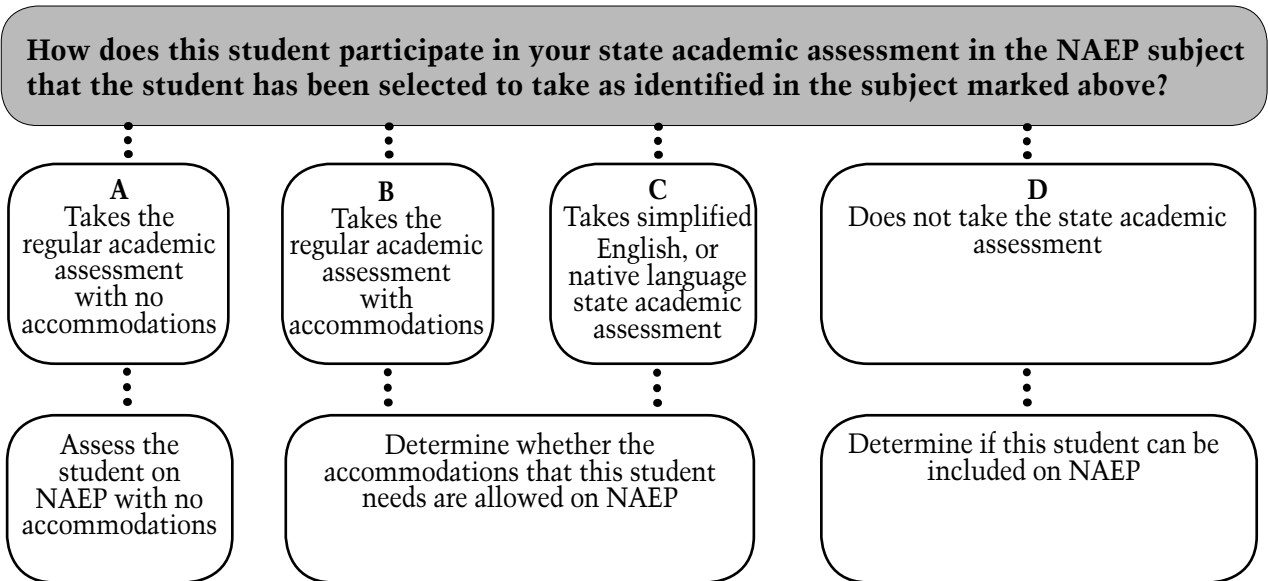 How does this student participate in your state academic assessment in the NAEP subject
that the student has been selected to take as identified in the subject marked above?
A
Takes the
regular academic
assessment
with no
accommodations
B
Takes the
regular academic
assessment
with
accommodations
C
Takes simplified
English, or
native language
state academic
assessment
D
Does not take the state academic
assessment
Assess the
student on
NAEP with no
accommodations
Determine whether the
accommodations that this student
needs are allowed on NAEP
Determine if this student can be
included on NAEP